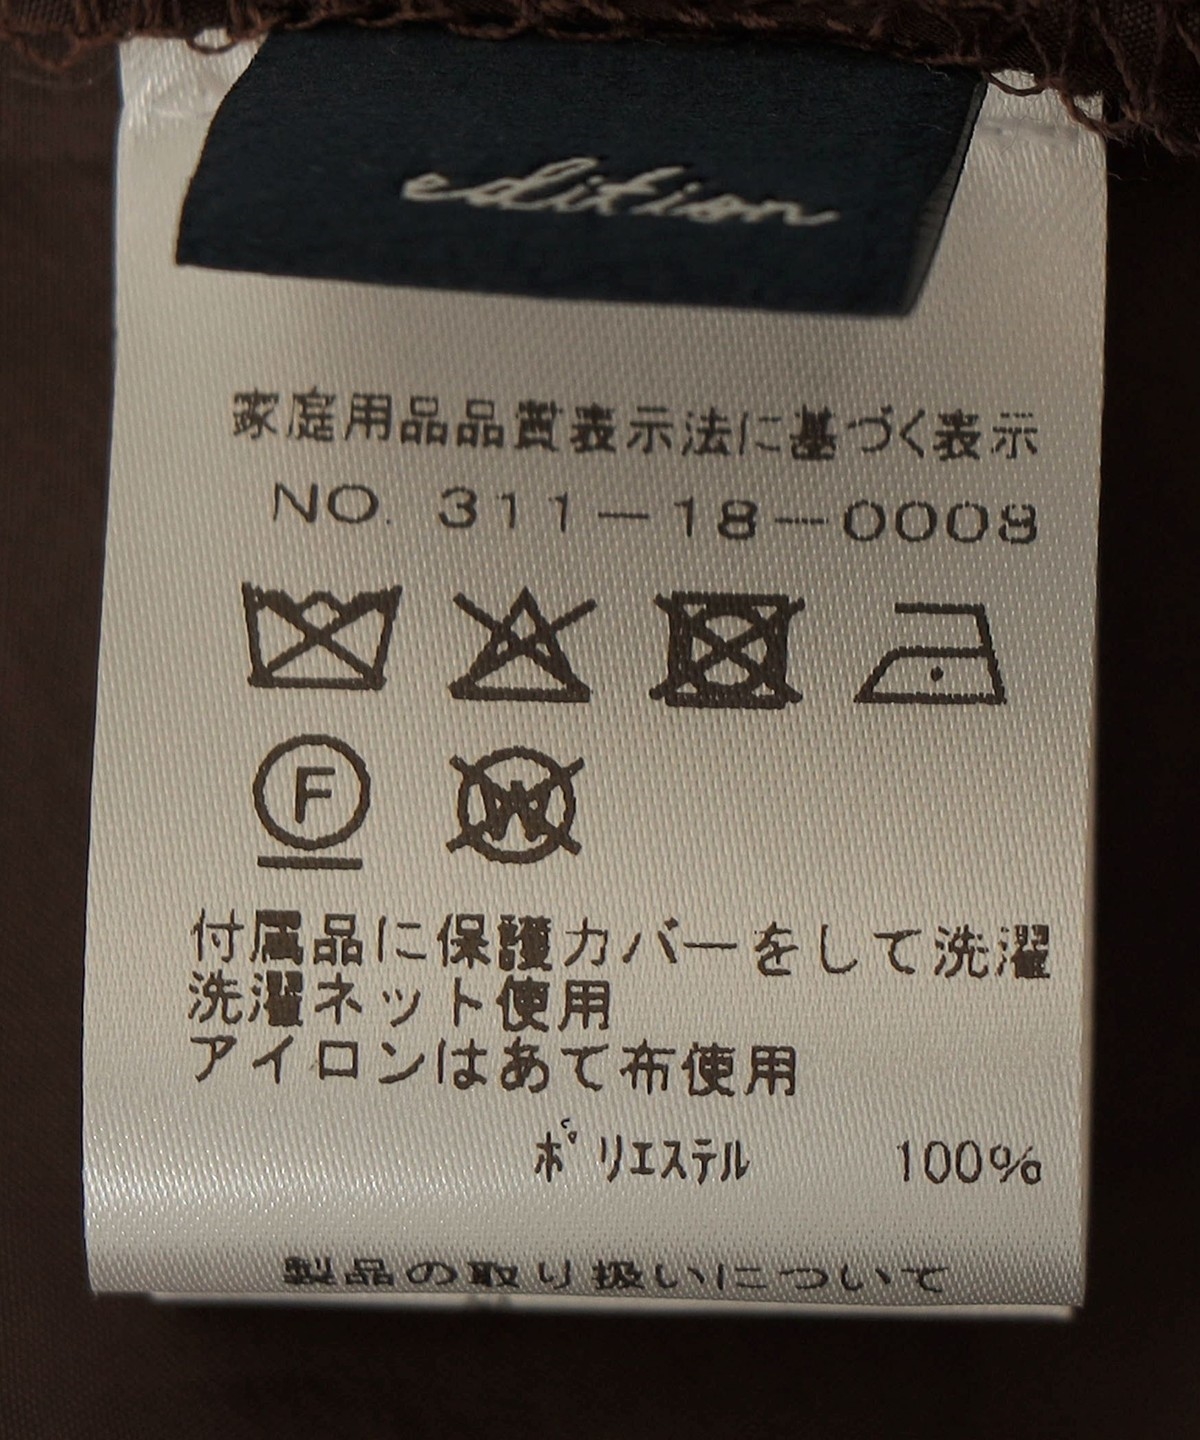 edition
家庭用品品質表示法に基づく表示
NO. 311-18-0008
F
W
付属品に保護カバーをして洗濯
洗濯ネット使用
アイロンはあて布使用
ポリエステル 100%
製品の取り扱いについて